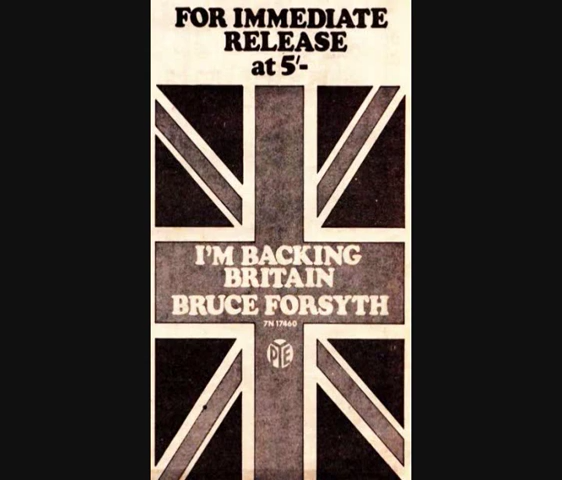 FOR IMMEDIATE
RELEASE
at 5'-
I'M BACKING
BRITAIN
BRUCE FORSYTH
7N 17460
PYE